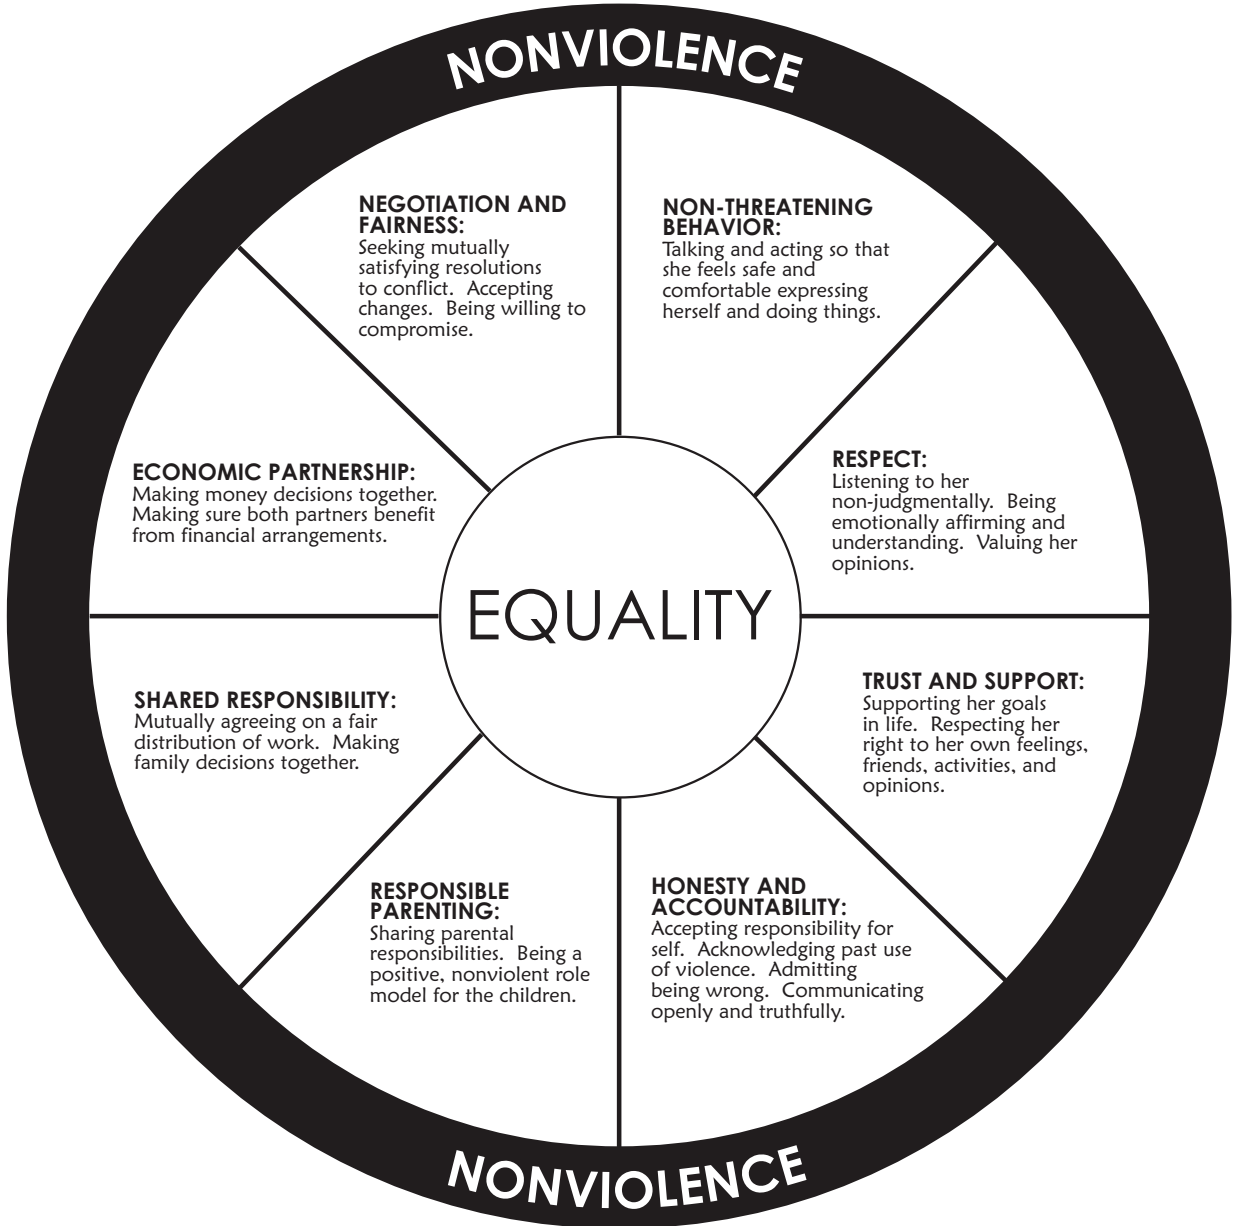 NONVIOLENCE
NEGOTIATION AND
FAIRNESS:
Seeking mutually
satisfying resolutions
to conflict.  Accepting
changes.  Being willing to
compromise.
NON-THREATENING
BEHAVIOR:
Talking and acting so that
she feels safe and
comfortable expressing
herself and doing things.
ECONOMIC PARTNERSHIP:
Making money decisions together.
Making sure both partners benefit
from financial arrangements.
RESPECT:
Listening to her
non-judgmentally.  Being
emotionally affirming and
understanding.  Valuing her
opinions.
EQUALITY
SHARED RESPONSIBILITY:
Mutually agreeing on a fair
distribution of work.  Making
family decisions together.
TRUST AND SUPPORT:
Supporting her goals
in life.  Respecting her
right to her own feelings,
friends, activities, and
opinions.
RESPONSIBLE
PARENTING:
Sharing parental
responsibilities.  Being a
positive, nonviolent role
model for the children.
HONESTY AND
ACCOUNTABILITY:
Accepting responsibility for
self.  Acknowledging past use
of violence.  Admitting
being wrong.  Communicating
openly and truthfully.
NONVIOLENCE